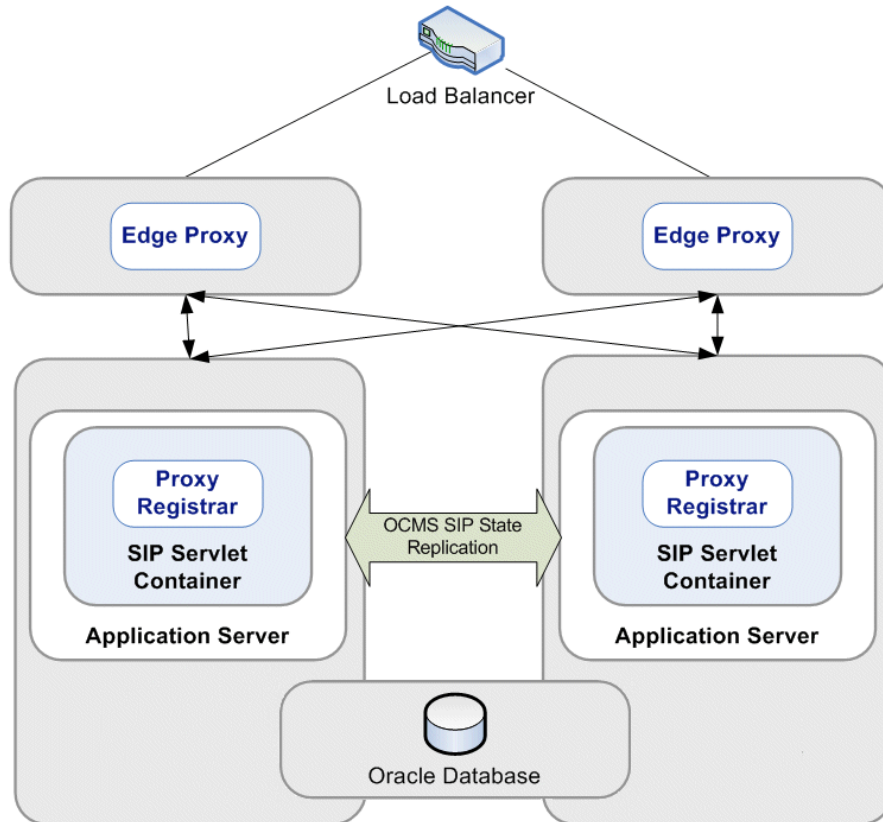 Load Balancer
Edge Proxy
Edge Proxy
Proxy
Registrar
SIP Servlet
Container
Application Server
OCMS SIP State
Replication
Proxy
Registrar
SIP Servlet
Container
Application Server
Oracle Database